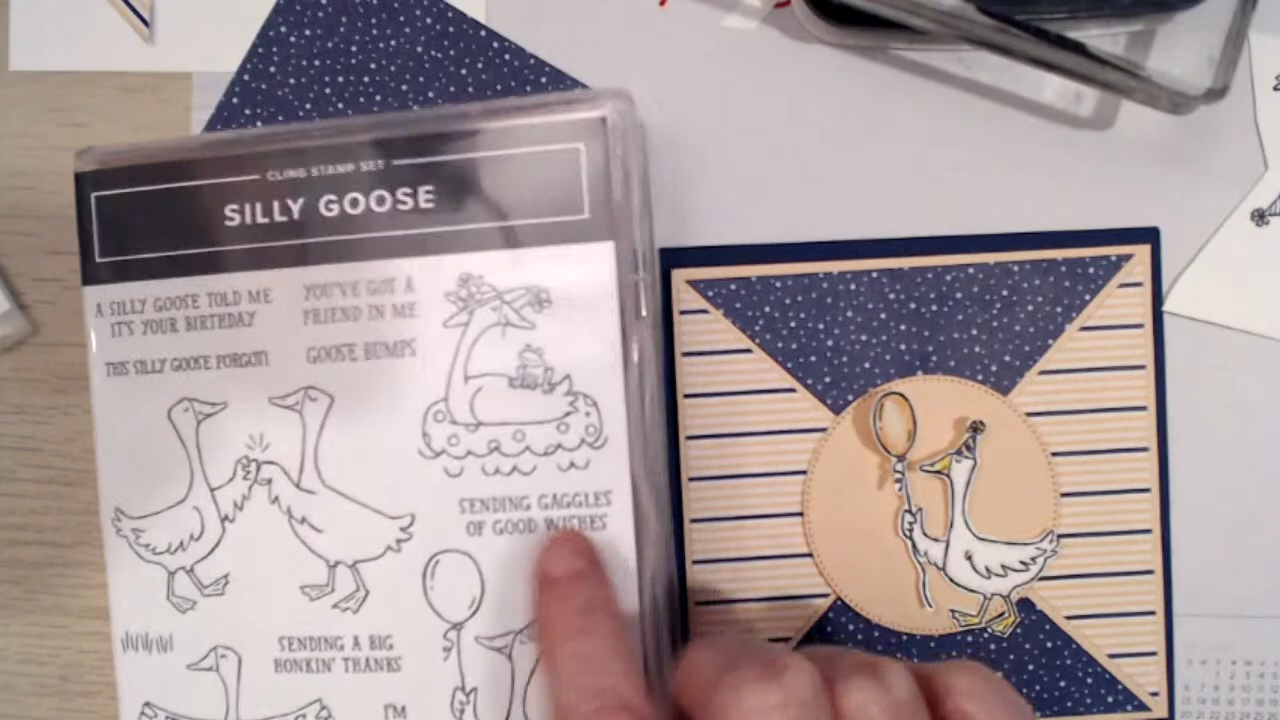 CLING STAMP SET
SILLY GOOSE
A SILLY GOOSE TOLD ME
IT'S YOUR BIRTHDAY
THIS SILLY GOOSE FORGOT!
YOU'VE GOT A
FRIEND IN ME
GOOSE BUMPS
SENDING GAGGLES
OF GOOD WISHES
SENDING A BIG
HONKIN' THANKS
I'M